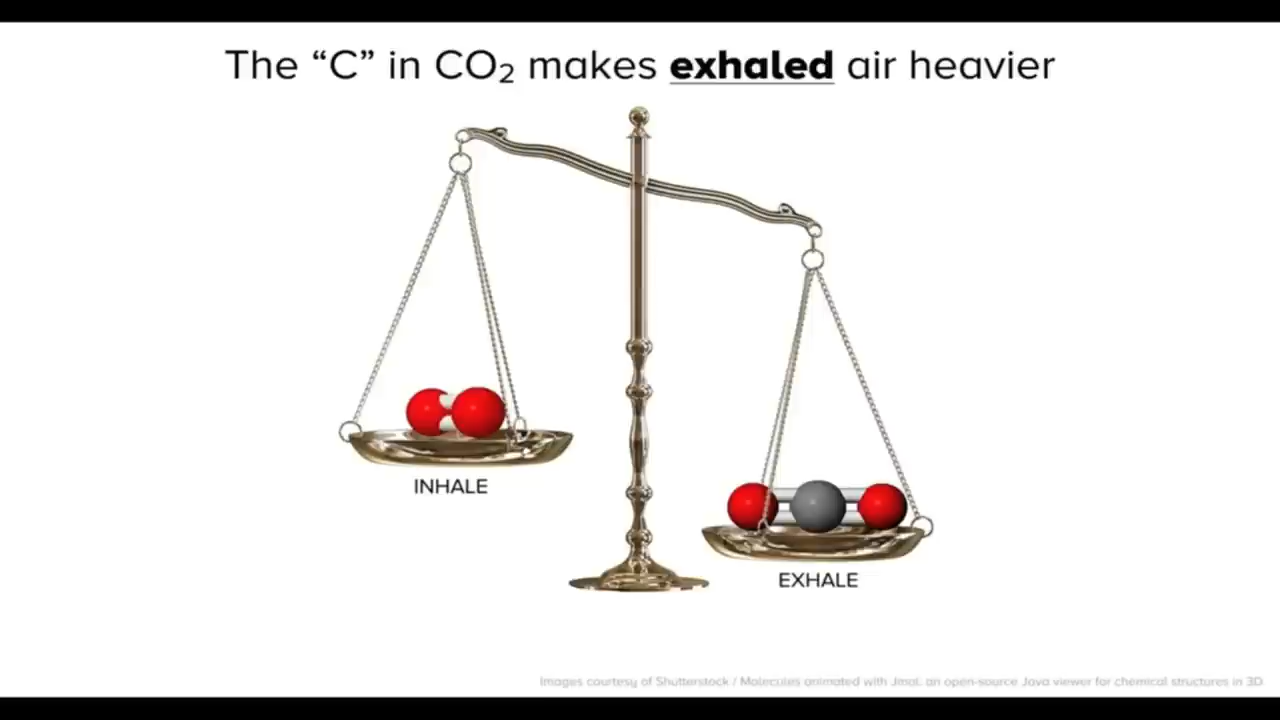 The “C” in CO₂ makes exhaled air heavier
INHALE
EXHALE
Images courtesy of Shutterstock / Molecules animated with Jmol, an open-source Java viewer for chemical structures in 3D